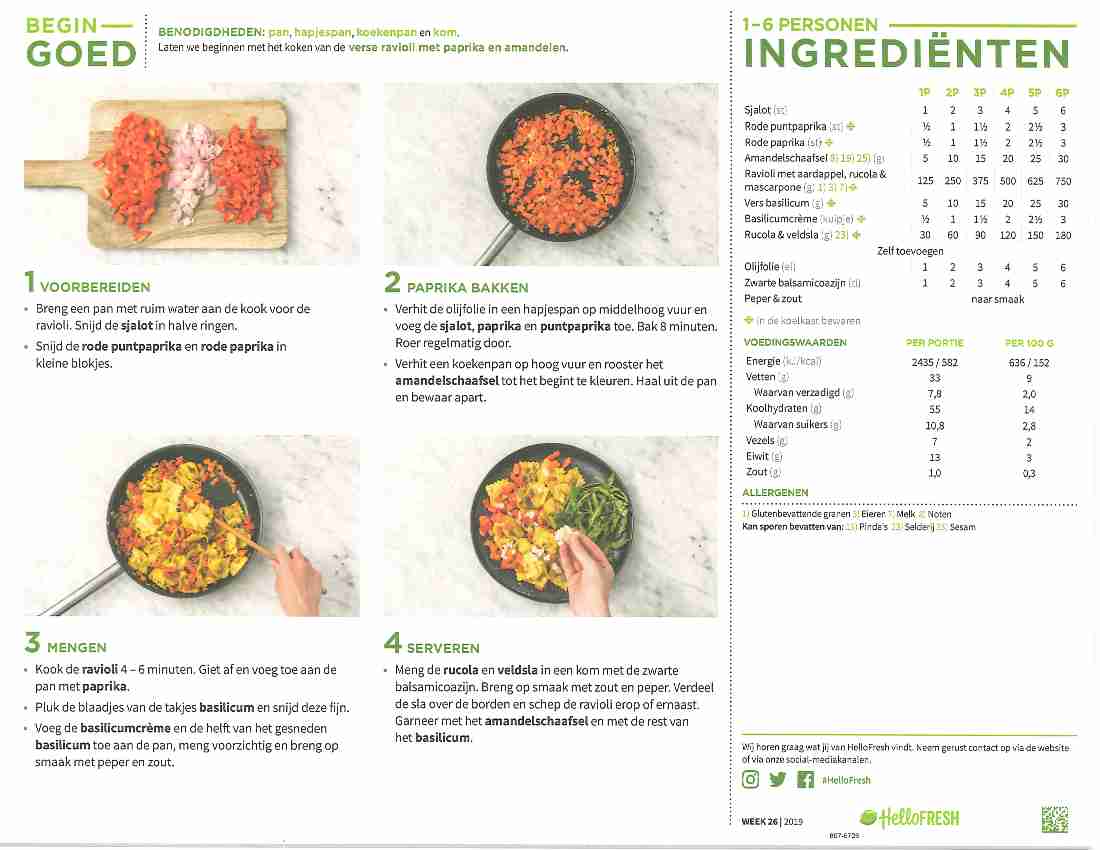 BEGIN
GOED
BENODIGDHEDEN: pan, hapjespan, koekenpan en kom.
Laten we beginnen met het koken van de verse ravioli met paprika en amandelen.
1 VOORBEREIDEN
• Breng een pan met ruim water aan de kook voor de
ravioli. Snijd de sjalot in halve ringen.
• Snijd de rode puntpaprika en rode paprika in
kleine blokjes.
2 PAPRIKA BAKKEN
• Verhit de olijfolie in een hapjespan op middelhoog vuur en
voeg de sjalot, paprika en puntpaprika toe. Bak 8 minuten.
Roer regelmatig door.
• Verhit een koekenpan op hoog vuur en rooster het
amandelschaafsel tot het begint te kleuren. Haal uit de pan
en bewaar apart.
3 MENGEN
• Kook de ravioli 4 – 6 minuten. Giet af en voeg toe aan de
pan met paprika.
• Pluk de blaadjes van de takjes basilicum en snijd deze fijn.
• Voeg de basilicumcrème en de helft van het gesneden
basilicum toe aan de pan, meng voorzichtig en breng op
smaak met peper en zout.
4 SERVEREN
• Meng de rucola en veldsla in een kom met de zwarte
balsamicoazijn. Breng op smaak met zout en peper. Verdeel
de sla over de borden en schep de ravioli erop of ernaast.
Garneer met het amandelschaafsel en met de rest van
het basilicum.
1–6 PERSONEN
INGREDIËNTEN
1P 2P 3P 4P 5P 6P
Sjalot (st) 1 2 3 4 5 6
Rode puntpaprika (st) ½ 1 1½ 2 2½ 3
Rode paprika (st) ½ 1 1½ 2 2½ 3
Amandelschaafsel 8) 19) 25) (g) 5 10 15 20 25 30
Ravioli met aardappel, rucola &
mascarpone (g) 1) 3) 7) 125 250 375 500 625 750
Vers basilicum (g) 5 10 15 20 25 30
Basilicumcrème (kuipje) ½ 1 1½ 2 2½ 3
Rucola & veldsla (g) 23) 30 60 90 120 150 180
Zelf toevoegen
Olijfolie (el) 1 2 3 4 5 6
Zwarte balsamicoazijn (el) 1 2 3 4 5 6
Peper & zout naar smaak
in de koelkast bewaren
VOEDINGSWAARDEN PER PORTIE PER 100 G
Energie (kJ/kcal) 2435 / 582 636 / 152
Vetten (g) 33 9
Waarvan verzadigd (g) 7,8 2,0
Koolhydraten (g) 55 14
Waarvan suikers (g) 10,8 2,8
Vezels (g) 7 2
Eiwit (g) 13 3
Zout (g) 1,0 0,3
ALLERGENEN
1) Glutenbevattende granen 3) Eieren 7) Melk 8) Noten
Kan sporen bevatten van: Pinda's 23) Selderij 25) Sesam
Wij horen graag wat jij van HelloFresh vindt. Neem gerust contact op via de website
of via onze social-mediakanalen.
#HelloFresh
WEEK 26 | 2019
HelloFRESH